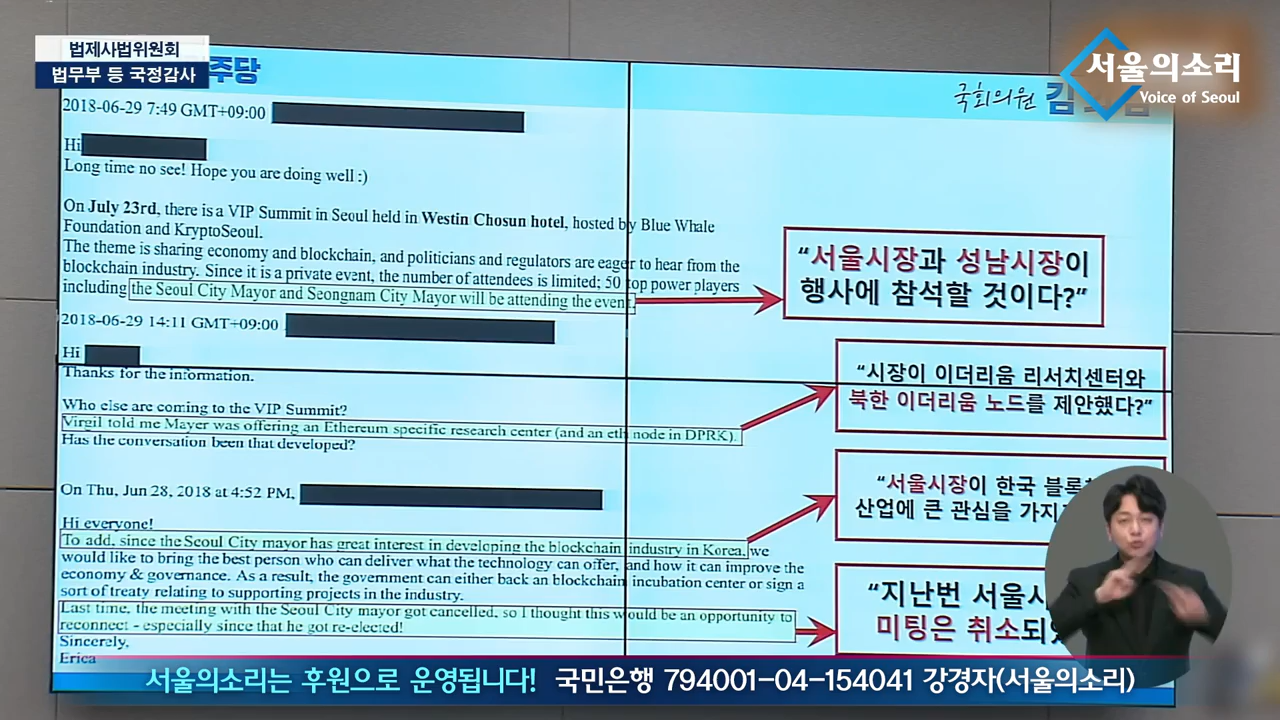 법제사법위원회
법무부 등 국정감사
주당
국회의원 김
서울의소리
Voice of Seoul
2018-06-29 7:49 GMT+09:00
Hi
Long time no see! Hope you are doing well :)
On July 23rd, there is a VIP Summit in Seoul held in Westin Chosun hotel, hosted by Blue Whale
Foundation and KryptoSeoul.
The theme is sharing economy and blockchain, and politicians and regulators are eager to hear from the
blockchain industry. Since it is a private event, the number of attendees is limited; 50 top power players
including the Seoul City Mayor and Seongnam City Mayor will be attending the event.
2018-06-29 14:11 GMT+09:00
Hi
Thanks for the information.
Who else are coming to the VIP Summit?
Virgil told me Mayer was offering an Ethereum specific research center (and an eth node in DPRK).
Has the conversation been that developed?
On Thu, Jun 28, 2018 at 4:52 PM,
Hi everyone!
To add, since the Seoul City mayor has great interest in developing the blockchain industry in Korea, we
would like to bring the best person who can deliver what the technology can offer, and how it can improve the
economy & governance. As a result, the government can either back an blockchain incubation center or sign a
sort of treaty relating to supporting projects in the industry.
Last time, the meeting with the Seoul City mayor got cancelled, so I thought this would be an opportunity to
reconnect - especially since that he got re-elected!
Sincerely,
Erica
“서울시장과 성남시장이
행사에 참석할 것이다?”
“시장이 이더리움 리서치센터와
북한 이더리움 노드를 제안했다?”
“서울시장이 한국 블록
산업에 큰 관심을 가지
“지난번 서울시
미팅은 취소되
서울의소리는 후원으로 운영됩니다! 국민은행 794001-04-154041 강경자(서울의소리)